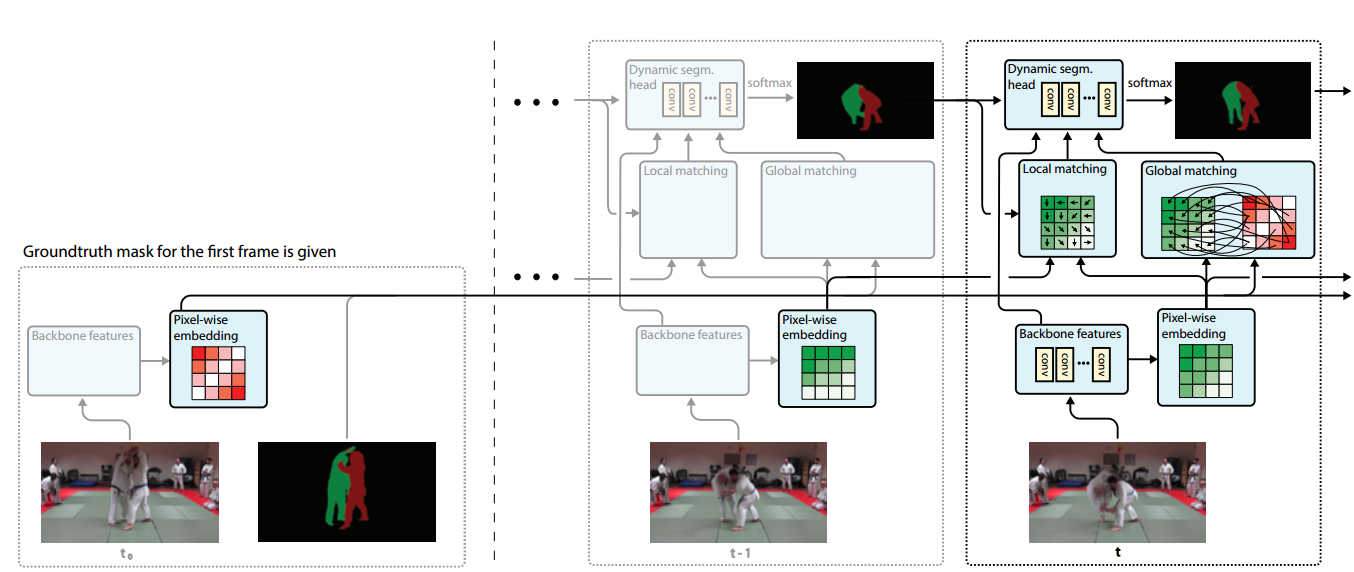 Groundtruth mask for the first frame is given
Backbone features
Pixel-wise
embedding
t₀
• • •
• • •
Dynamic segm.
head
conv
conv
•••
conv
softmax
Local matching
Global matching
Backbone features
Pixel-wise
embedding
t-1
Dynamic segm.
head
conv
conv
•••
conv
softmax
Local matching
Global matching
Backbone features
conv
conv
•••
conv
Pixel-wise
embedding
t